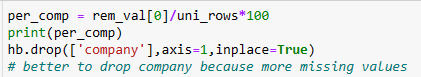 per_comp = rem_val[0]/uni_rows*100
print(per_comp)
hb.drop(['company'],axis=1,inplace=True)
# better to drop company because more missing values